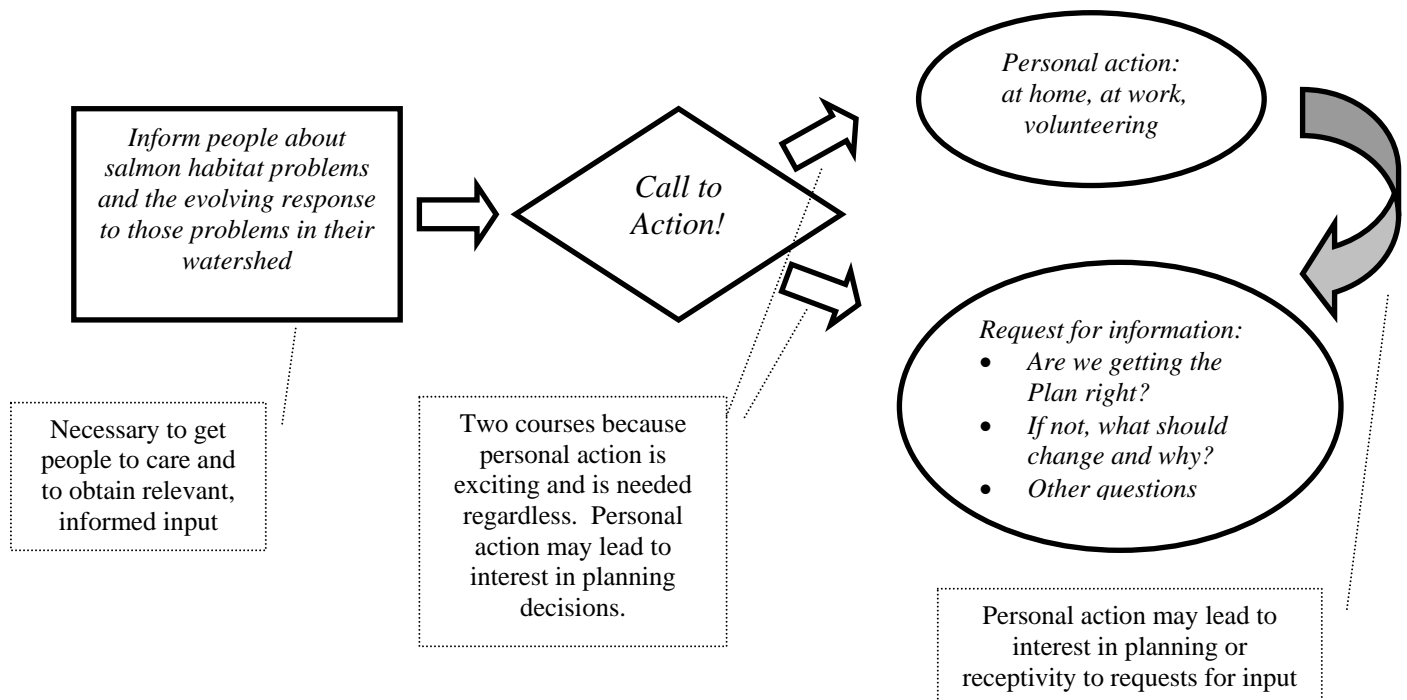 Inform people about
salmon habitat problems
and the evolving response
to those problems in their
watershed
Call to
Action!
Personal action:
at home, at work,
volunteering
Request for information:
• Are we getting the
Plan right?
• If not, what should
change and why?
• Other questions
Necessary to get
people to care and
to obtain relevant,
informed input
Two courses because
personal action is
exciting and is needed
regardless. Personal
action may lead to
interest in planning
decisions.
Personal action may lead to
interest in planning or
receptivity to requests for input